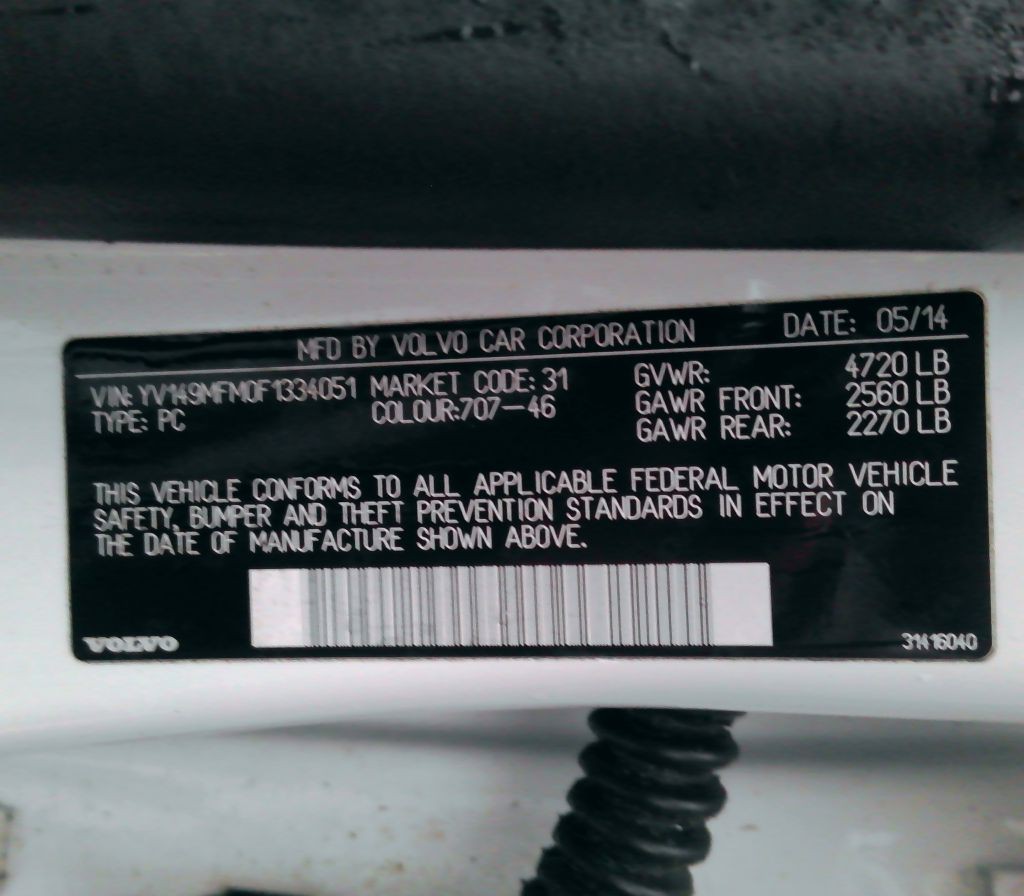 MFD BY VOLVO CAR CORPORATION DATE: 05/14
VIN: YV149MFM0F1334051 MARKET CODE: 31 GVWR: 4720 LB
TYPE: PC COLOUR:707-46 GAWR FRONT: 2560 LB
GAWR REAR: 2270 LB
THIS VEHICLE CONFORMS TO ALL APPLICABLE FEDERAL MOTOR VEHICLE
SAFETY, BUMPER AND THEFT PREVENTION STANDARDS IN EFFECT ON
THE DATE OF MANUFACTURE SHOWN ABOVE.
VOLVO 31416040